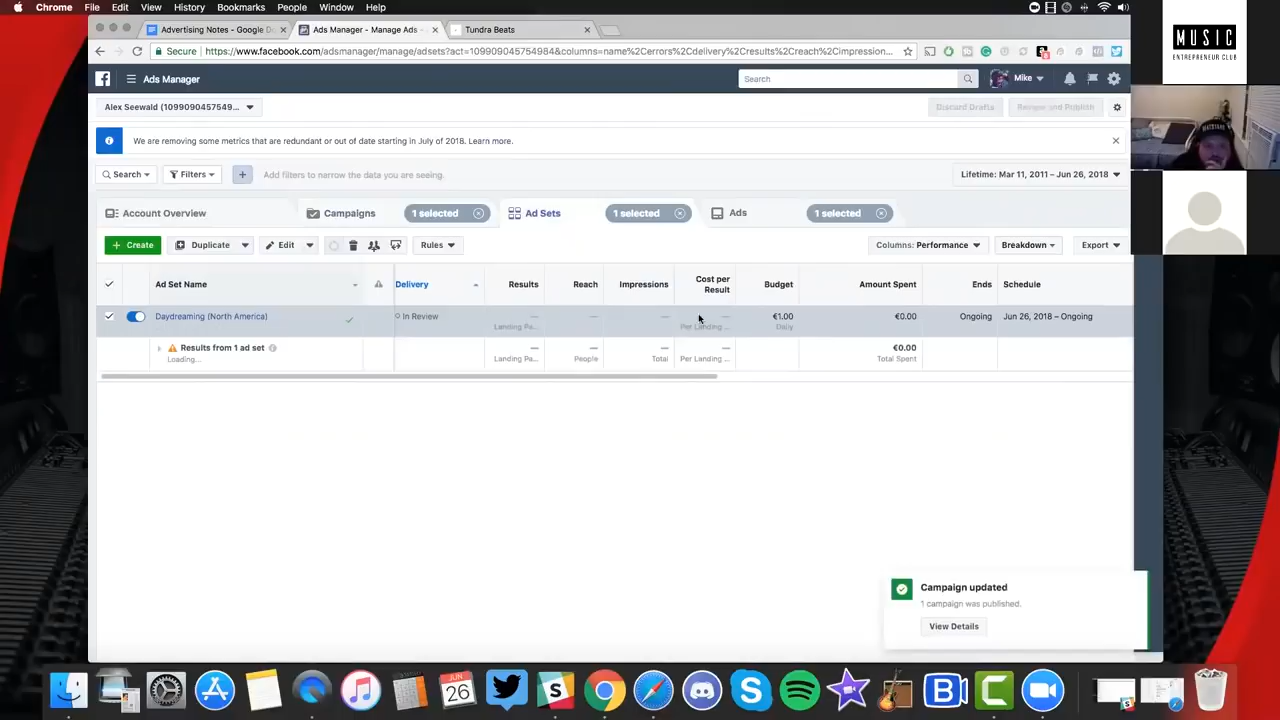 Chrome File Edit View History Bookmarks People Window Help
MUSIC
ENTREPRENEUR CLUB
Advertising Notes - Google D
Ads Manager - Manage Ads -
Tundra Beats
Secure https://www.facebook.com/adsmanager/manage/adsets?act=109909045754984&columns=name%2Cerrors%2Cdelivery%2Cresults%2Creach%2Cimpression...
Ads Manager
Search
Mike
Alex Seewald (1099090457549...
Discard Drafts
Review and Publish
We are removing some metrics that are redundant or out of date starting in July of 2018. Learn more.
Search Filters Add filters to narrow the data you are seeing.
Lifetime: Mar 11, 2011 – Jun 26, 2018
Account Overview
Campaigns 1 selected
Ad Sets 1 selected
Ads 1 selected
+ Create Duplicate Edit Rules
Columns: Performance Breakdown Export
Ad Set Name Delivery Results Reach Impressions Cost per Result Budget Amount Spent Ends Schedule
Daydreaming (North America) In Review — — — — €1.00 €0.00 Ongoing Jun 26, 2018 – Ongoing
Landing Pa... Per Landing ... Daily
Results from 1 ad set — — — — €0.00
Loading... Landing Pa... People Total Per Landing ... Total Spent
Campaign updated
1 campaign was published.
View Details
JUN
26